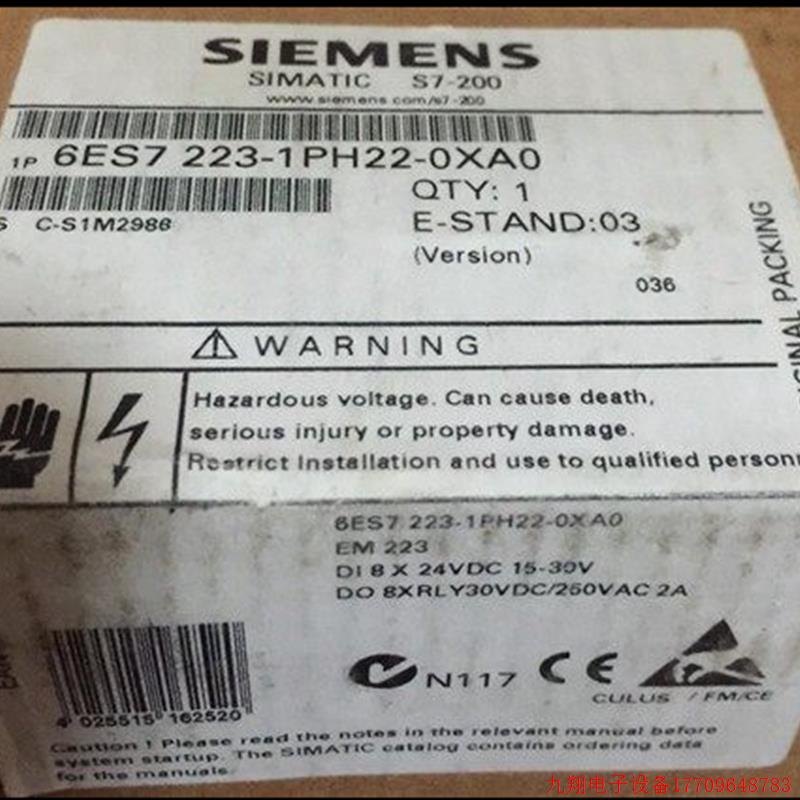 SIEMENS
SIMATIC S7-200
www.siemens.com/s7-200
1P 6ES7 223-1PH22-0XA0
QTY: 1
S C-S1M2986
E-STAND:03
(Version)
036
ORIGINAL PACKING
WARNING
Hazardous voltage. Can cause death,
serious injury or property damage.
Restrict Installation and use to qualified personn
6ES7 223-1PH22-0XA0
EM 223
DI 8 X 24VDC 15-30V
DO 8XRLY30VDC/250VAC 2A
N117 CE
CULUS / FM/CE
EAN
4 025515 162520
Caution ! Please read the notes in the relevant manual before
system startup. The SIMATIC catalog contains ordering data
for the manuals.
九翔电子设备17709648783